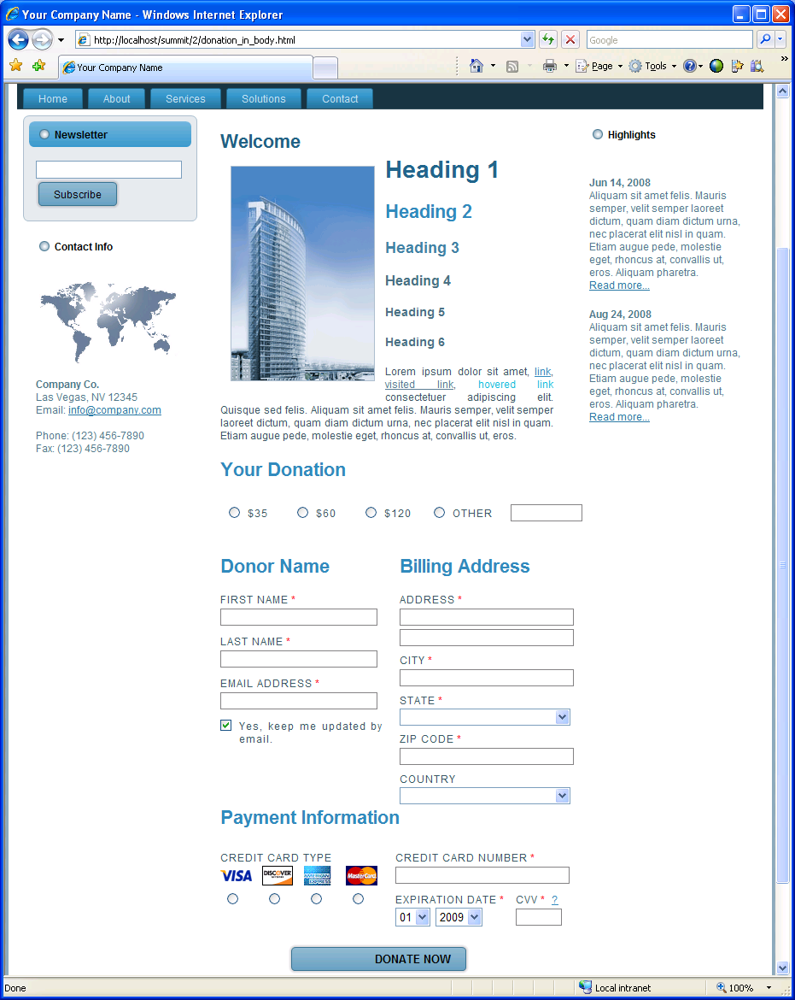 Your Company Name - Windows Internet Explorer
http://localhost/summit/2/donation_in_body.html
Google
Your Company Name
Page
Tools
Home
About
Services
Solutions
Contact
Newsletter
Subscribe
Contact Info
Company Co.
Las Vegas, NV 12345
Email: info@company.com
Phone: (123) 456-7890
Fax: (123) 456-7890
Welcome
Heading 1
Heading 2
Heading 3
Heading 4
Heading 5
Heading 6
Lorem ipsum dolor sit amet, link,
visited link, hovered link
consectetuer adipiscing elit.
Quisque sed felis. Aliquam sit amet felis. Mauris semper, velit semper
laoreet dictum, quam diam dictum urna, nec placerat elit nisl in quam.
Etiam augue pede, molestie eget, rhoncus at, convallis ut, eros.
Highlights
Jun 14, 2008
Aliquam sit amet felis. Mauris
semper, velit semper laoreet
dictum, quam diam dictum urna,
nec placerat elit nisl in quam.
Etiam augue pede, molestie
eget, rhoncus at, convallis ut,
eros. Aliquam pharetra.
Read more...
Aug 24, 2008
Aliquam sit amet felis. Mauris
semper, velit semper laoreet
dictum, quam diam dictum urna,
nec placerat elit nisl in quam.
Etiam augue pede, molestie
eget, rhoncus at, convallis ut,
eros. Aliquam pharetra.
Read more...
Your Donation
$35
$60
$120
OTHER
Donor Name
FIRST NAME *
LAST NAME *
EMAIL ADDRESS *
Yes, keep me updated by
email.
Billing Address
ADDRESS *
CITY *
STATE *
ZIP CODE *
COUNTRY
Payment Information
CREDIT CARD TYPE
VISA
DISCOVER
AMERICAN EXPRESS
MasterCard
CREDIT CARD NUMBER *
EXPIRATION DATE *
CVV * ?
01
2009
DONATE NOW
Done
Local intranet
100%